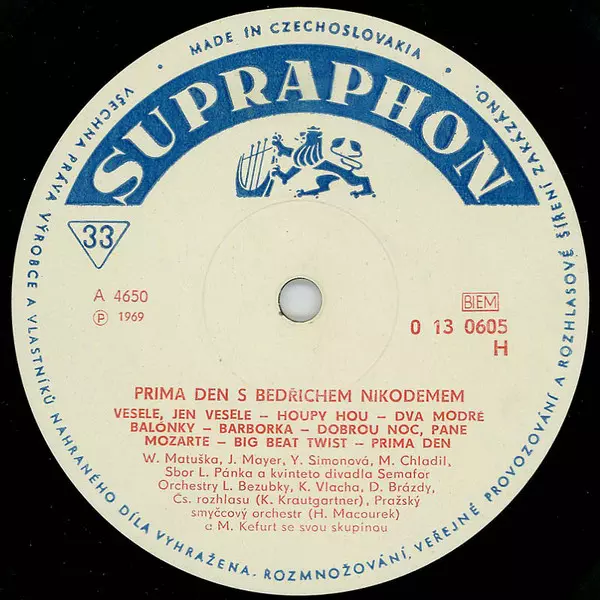 MADE IN CZECHOSLOVAKIA
SUPRAPHON
33
A 4650
Ⓟ 1969
BIEM
0 13 0605
H
PRIMA DEN S BEDŘICHEM NIKODEMEM
VESELE, JEN VESELE – HOUPY HOU – DVA MODRÉ
BALÓNKY – BARBORKA – DOBROU NOC, PANE
MOZARTE – BIG BEAT TWIST – PRIMA DEN
W. Matuška, J. Mayer, Y. Simonová, M. Chladil,
Sbor L. Pánka a kvinteto divadla Semafor
Orchestry L. Bezubky, K. Vlacha, D. Brázdy,
Čs. rozhlasu (K. Krautgartner), Pražský
smyčcový orchestr (H. Macourek)
a M. Kefurt se svou skupinou
VŠECHNA PRÁVA VÝROBCE A VLASTNÍKŮ NAHRANÉHO DÍLA VYHRAŽENA. ROZMNOŽOVÁNÍ, VEŘEJNÉ PROVOZOVÁNÍ A ROZHLASOVÉ ŠÍŘENÍ ZAKÁZÁNO.